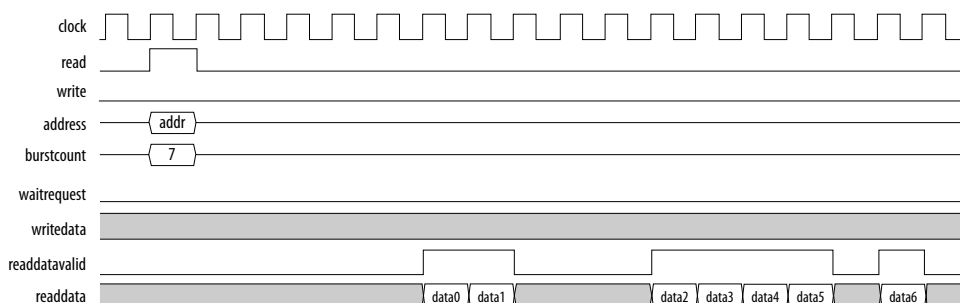 clock
read
write
address addr
burstcount 7
waitrequest
writedata
readdatavalid
readdata data0 data1 data2 data3 data4 data5 data6